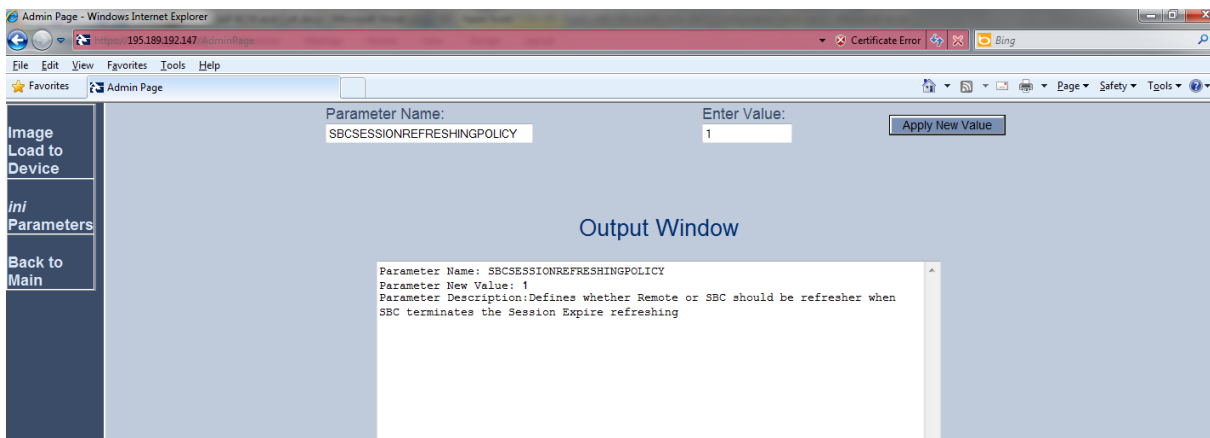 Admin Page - Windows Internet Explorer
https://195.189.192.147/AdminPage
Certificate Error
Bing
File Edit View Favorites Tools Help
Favorites
Admin Page
Page
Safety
Tools
Parameter Name:
Enter Value:
SBCSESSIONREFRESHINGPOLICY
1
Apply New Value
Image
Load to
Device
ini
Parameters
Back to
Main
Output Window
Parameter Name: SBCSESSIONREFRESHINGPOLICY
Parameter New Value: 1
Parameter Description:Defines whether Remote or SBC should be refresher when
SBC terminates the Session Expire refreshing